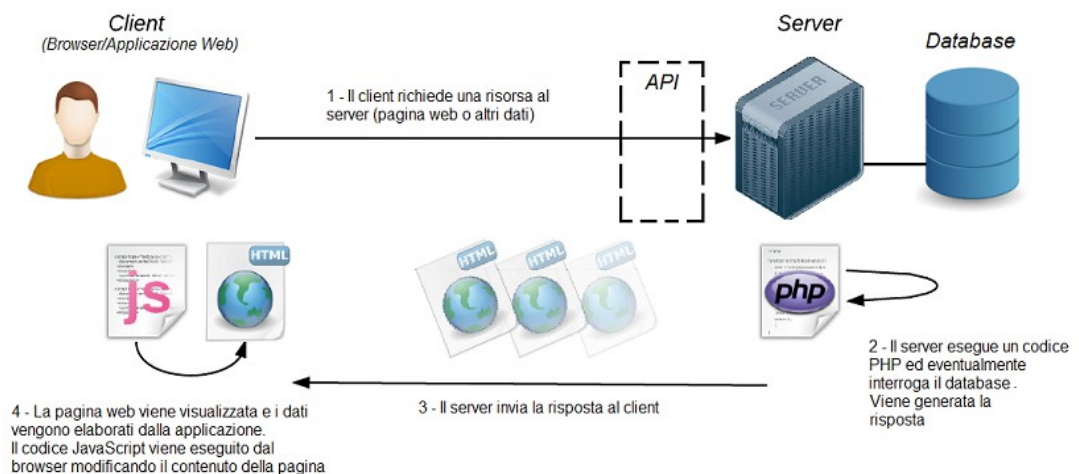 Client
(Browser/Applicazione Web)
Server
Database
API
1 - Il client richiede una risorsa al
server (pagina web o altri dati)
SERVER
js
HTML
HTML
HTML
HTML
php
2 - Il server esegue un codice
PHP ed eventualmente
interroga il database .
Viene generata la
risposta
3 - Il server invia la risposta al client
4 - La pagina web viene visualizzata e i dati
vengono elaborati dalla applicazione.
Il codice JavaScript viene eseguito dal
browser modificando il contenuto della pagina